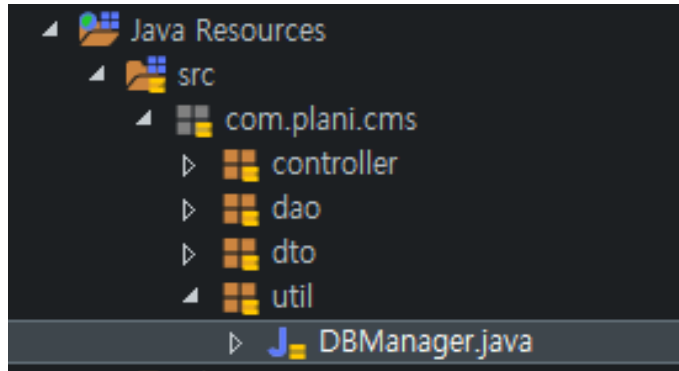 Java Resources
src
com.plani.cms
controller
dao
dto
util
DBManager.java